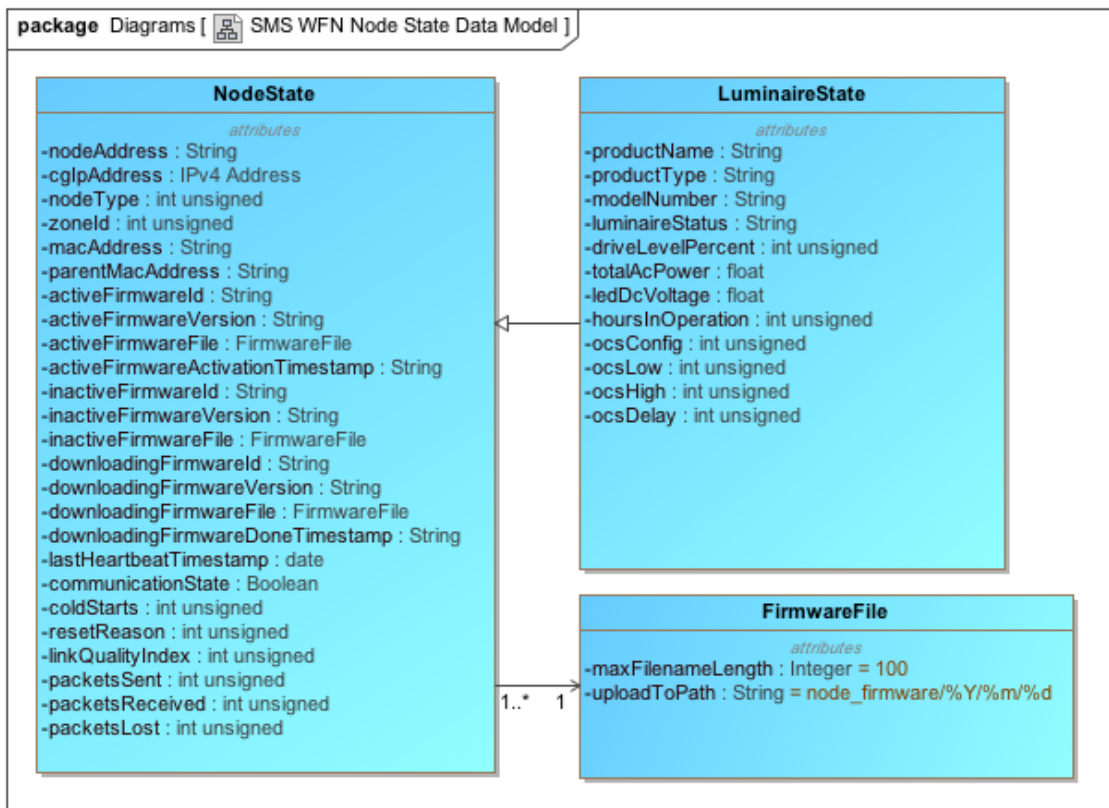 package Diagrams [ SMS WFN Node State Data Model ]
NodeState
attributes
-nodeAddress : String
-cgIpAddress : IPv4 Address
-nodeType : int unsigned
-zoneId : int unsigned
-macAddress : String
-parentMacAddress : String
-activeFirmwareId : String
-activeFirmwareVersion : String
-activeFirmwareFile : FirmwareFile
-activeFirmwareActivationTimestamp : String
-inactiveFirmwareId : String
-inactiveFirmwareVersion : String
-inactiveFirmwareFile : FirmwareFile
-downloadingFirmwareId : String
-downloadingFirmwareVersion : String
-downloadingFirmwareFile : FirmwareFile
-downloadingFirmwareDoneTimestamp : String
-lastHeartbeatTimestamp : date
-communicationState : Boolean
-coldStarts : int unsigned
-resetReason : int unsigned
-linkQualityIndex : int unsigned
-packetsSent : int unsigned
-packetsReceived : int unsigned
-packetsLost : int unsigned
LuminaireState
attributes
-productName : String
-productType : String
-modelNumber : String
-luminaireStatus : String
-driveLevelPercent : int unsigned
-totalAcPower : float
-ledDcVoltage : float
-hoursInOperation : int unsigned
-ocsConfig : int unsigned
-ocsLow : int unsigned
-ocsHigh : int unsigned
-ocsDelay : int unsigned
1..* 1
FirmwareFile
attributes
-maxFilenameLength : Integer = 100
-uploadToPath : String = node_firmware/%Y/%m/%d